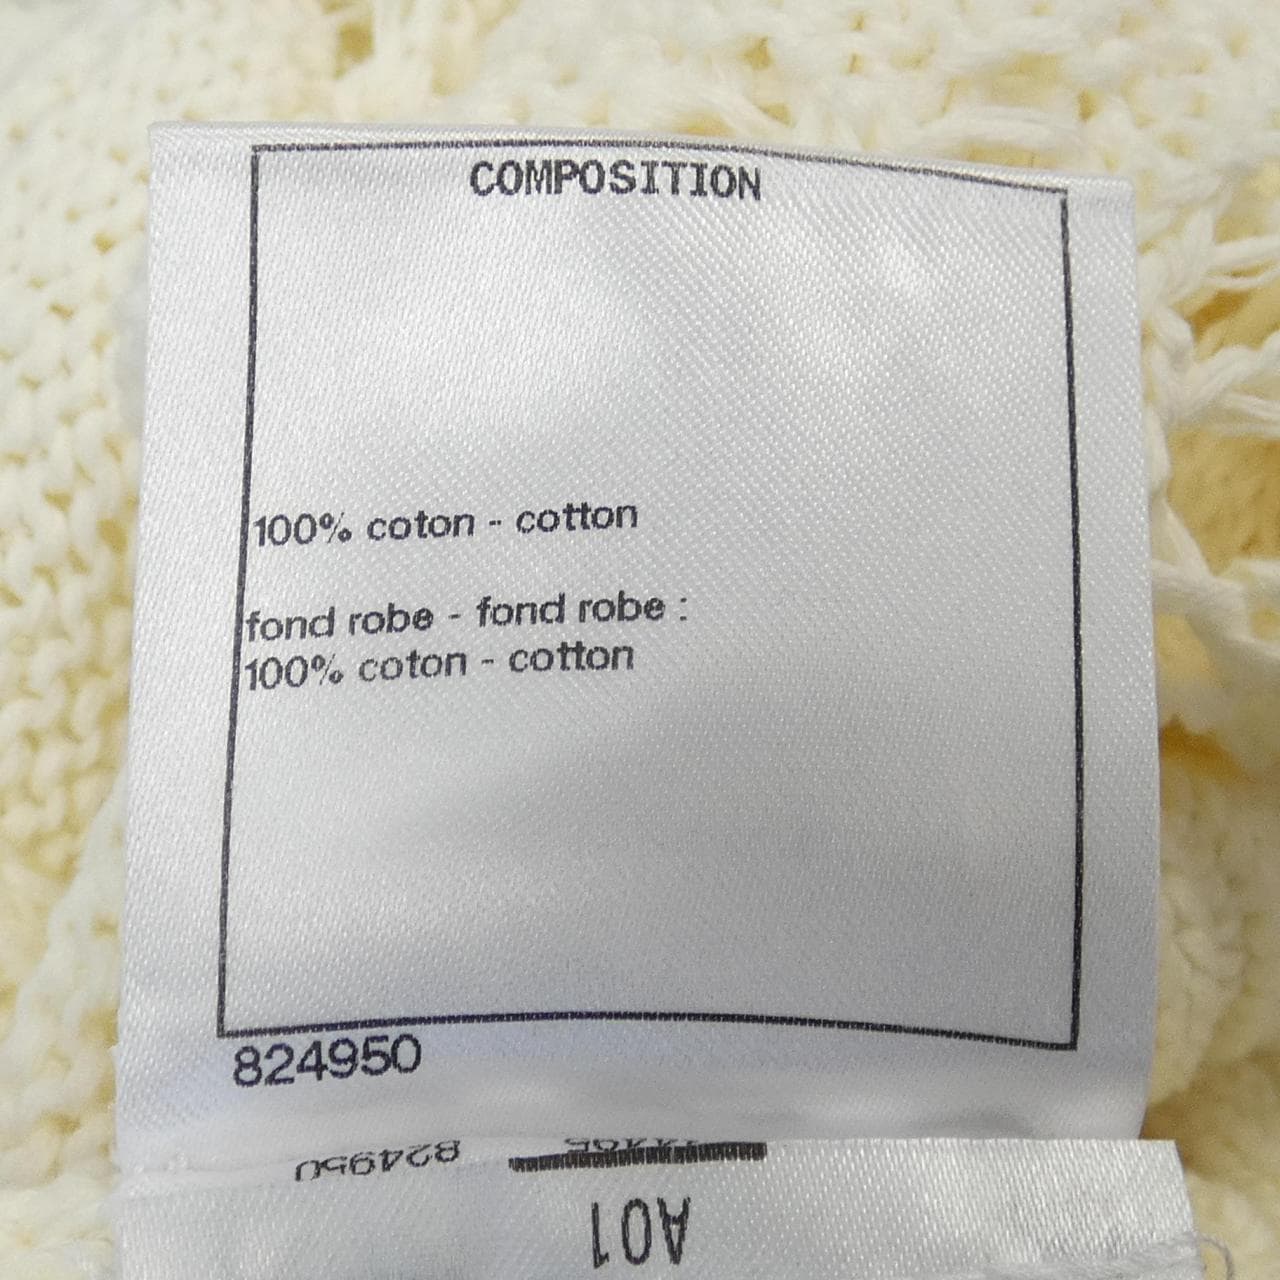 COMPOSITION
100% coton - cotton
fond robe - fond robe :
100% coton - cotton
824950
824950
A01